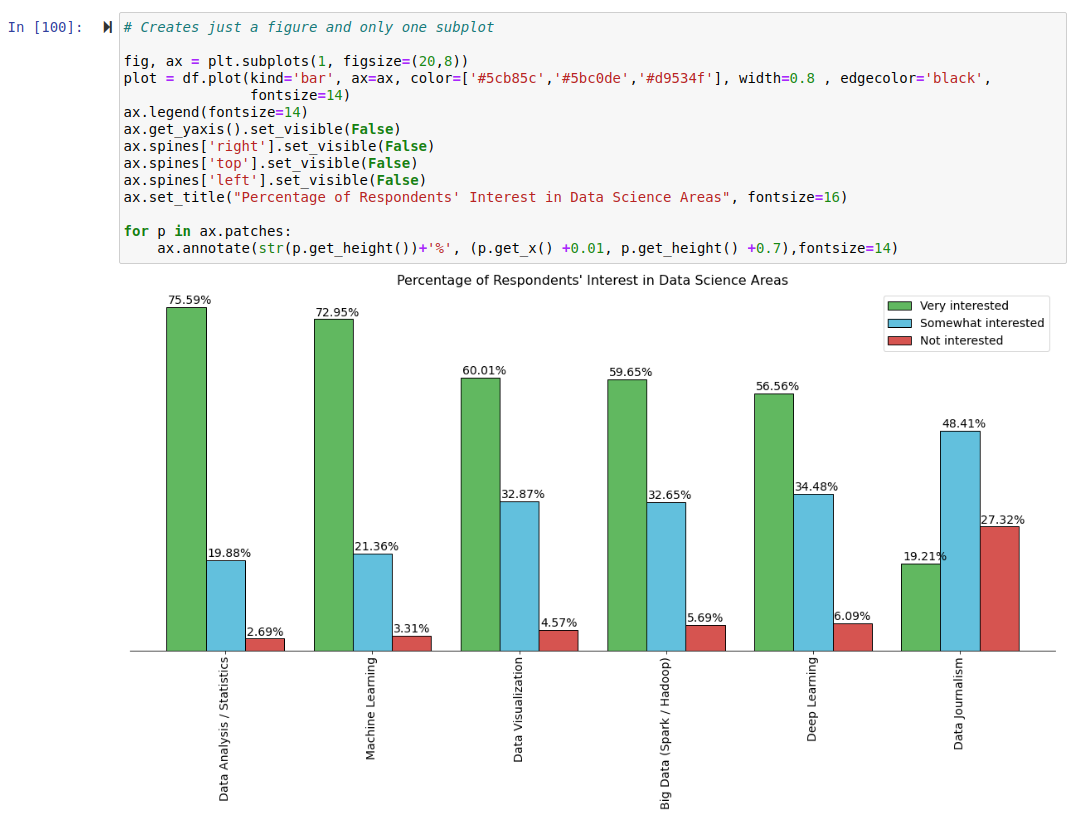 In [100]:
# Creates just a figure and only one subplot
fig, ax = plt.subplots(1, figsize=(20,8))
plot = df.plot(kind='bar', ax=ax, color=['#5cb85c','#5bc0de','#d9534f'], width=0.8 , edgecolor='black',
               fontsize=14)
ax.legend(fontsize=14)
ax.get_yaxis().set_visible(False)
ax.spines['right'].set_visible(False)
ax.spines['top'].set_visible(False)
ax.spines['left'].set_visible(False)
ax.set_title("Percentage of Respondents' Interest in Data Science Areas", fontsize=16)
for p in ax.patches:
    ax.annotate(str(p.get_height())+'%', (p.get_x() +0.01, p.get_height() +0.7),fontsize=14)
Percentage of Respondents' Interest in Data Science Areas
Very interested
Somewhat interested
Not interested
75.59%
19.88%
2.69%
72.95%
21.36%
3.31%
60.01%
32.87%
4.57%
59.65%
32.65%
5.69%
56.56%
34.48%
6.09%
19.21%
48.41%
27.32%
Data Analysis / Statistics
Machine Learning
Data Visualization
Big Data (Spark / Hadoop)
Deep Learning
Data Journalism